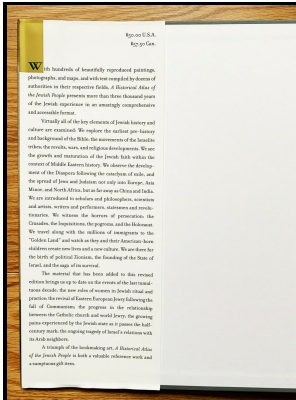 $50.00 U.S.A.
$57.50 Can.
With hundreds of beautifully reproduced paintings,
photographs, and maps, and with text compiled by dozens of
authorities in their respective fields, A Historical Atlas of
the Jewish People presents more than three thousand years
of the Jewish experience in an amazingly comprehensive
and accessible format.
Virtually all of the key elements of Jewish history and
culture are examined. We explore the earliest pre-history
and background of the Bible; the movements of the Israelite
tribes, the revolts, wars, and religious developments. We see
the growth and maturation of the Jewish faith within the
context of Middle Eastern history. We observe the develop-
ment of the Diaspora following the cataclysm of exile, and
the spread of Jews and Judaism not only into Europe, Asia
Minor, and North Africa, but as far away as China and India.
We are introduced to scholars and philosophers, scientists
and artists, writers and performers, statesmen and revolu-
tionaries. We witness the horrors of persecution: the
Crusades, the Inquisitions, the pogroms, and the Holocaust.
We travel along with the millions of immigrants to the
"Golden Land" and watch as they and their American-born
children create new lives and a new culture. We are there for
the birth of political Zionism, the founding of the State of
Israel, and the saga of its survival.
The material that has been added to this revised
edition brings us up to date on the events of the last tumul-
tuous decade: the new roles of women in Jewish ritual and
practice; the revival of Eastern European Jewry following the
fall of Communism; the progress in the relationship
between the Catholic church and world Jewry; the growing
pains experienced by the Jewish state as it passes the half-
century mark; the ongoing tragedy of Israel's relations with
its Arab neighbors.
A triumph of the bookmaking art, A Historical Atlas
of the Jewish People is both a valuable reference work and
a sumptuous gift item.